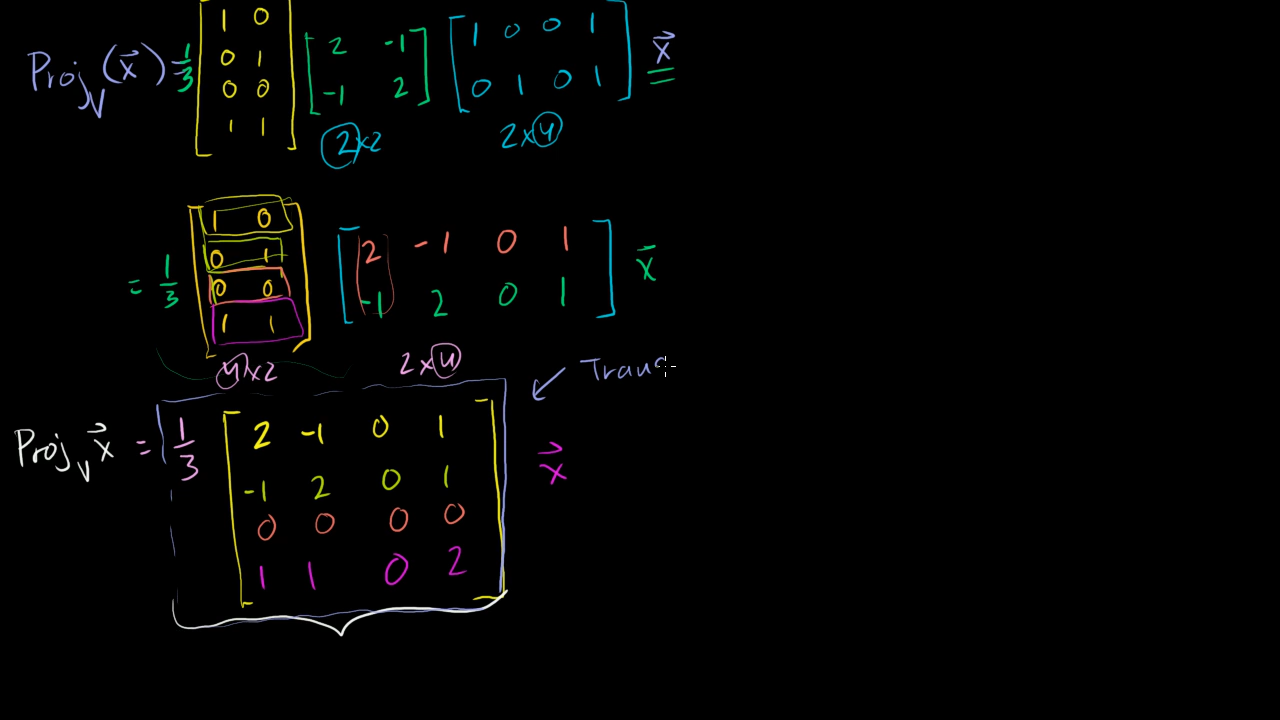 Proj_V(x⃗) = 1/3 [1 0; 0 1; 0 0; 1 1] [2 -1; -1 2] [1 0 0 1; 0 1 0 1] x⃗
2x2 2x4
= 1/3 [1 0; 0 1; 0 0; 1 1] [2 -1 0 1; -1 2 0 1] x⃗
4x2 2x4
Trans
Proj_V x⃗ = 1/3 [2 -1 0 1; -1 2 0 1; 0 0 0 0; 1 1 0 2] x⃗